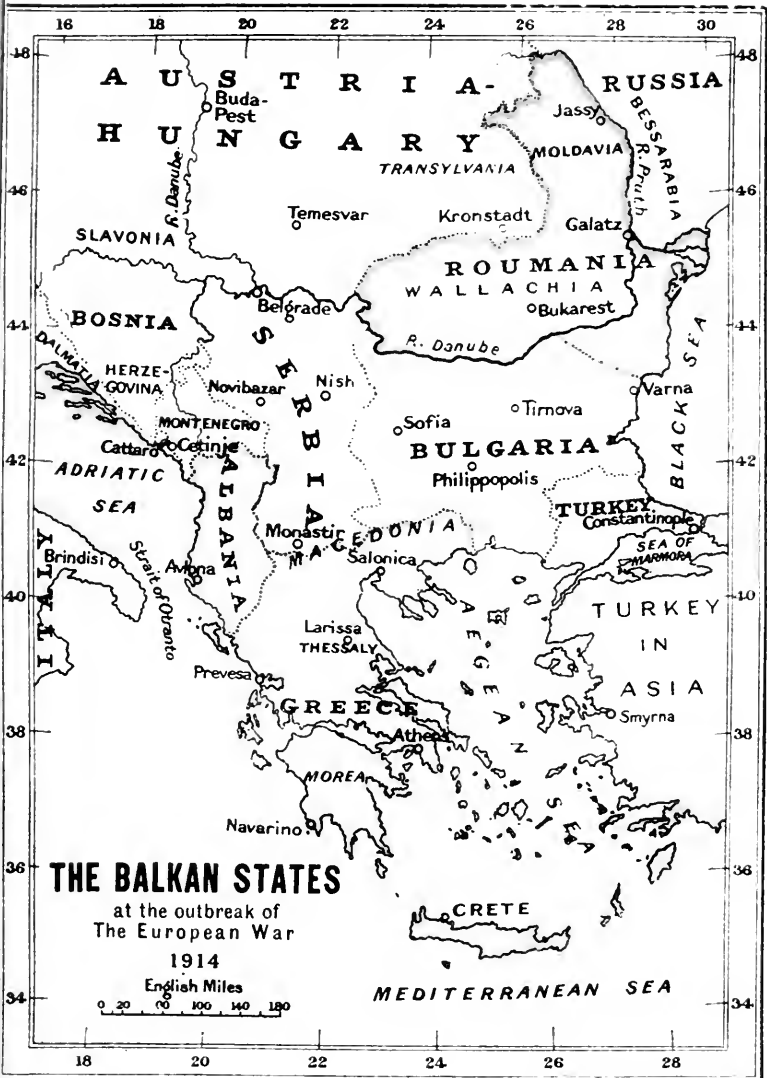 16 18 20 22 24 26 28 30
48 48
AUSTRIA-
HUNGARY
RUSSIA
Buda-
Pest
Jassy
BESSARABIA
MOLDAVIA
R. Pruth
TRANSYLVANIA
R. Danube
46 46
Temesvar
Kronstadt
Galatz
SLAVONIA
ROUMANIA
WALLACHIA
Belgrade
Bukarest
BOSNIA
44 44
R. Danube
SERBIA
DALMATIA
HERZE-
GOVINA
Novibazar
Nish
Varna
BLACK SEA
Tirnova
MONTENEGRO
Sofia
Cattaro
Cetinje
BULGARIA
42 42
ADRIATIC
SEA
ALBANIA
Philippopolis
TURKEY
Constantinople
Monastir
MACEDONIA
SEA OF
MARMORA
ITALY
Brindisi
Strait of Otranto
Avlona
Salonica
40 40
TURKEY
IN
ASIA
Larissa
THESSALY
AEGEAN SEA
Prevesa
GREECE
Smyrna
38 38
Athens
MOREA
Navarino
36 36
THE BALKAN STATES
at the outbreak of
The European War
1914
English Miles
0 20 60 100 140 180
CRETE
MEDITERRANEAN SEA
34 34
18 20 22 24 26 28